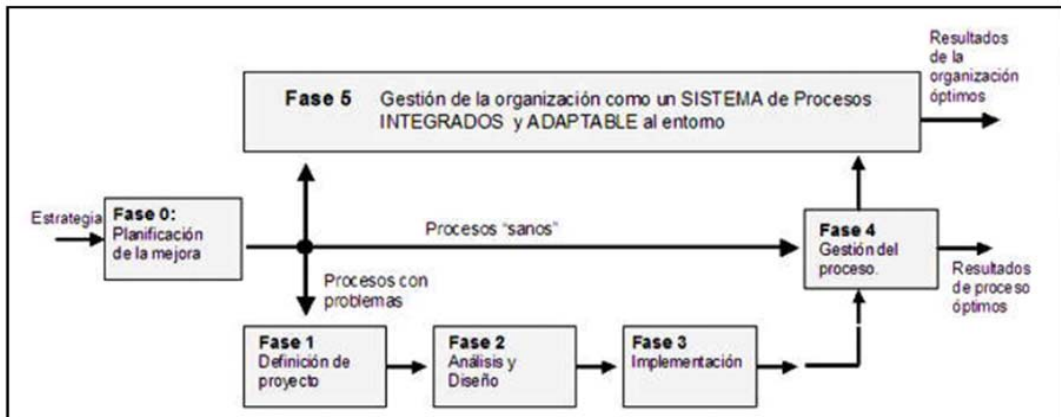 Resultados
de la
organización
óptimos
Fase 5 Gestión de la organización como un SISTEMA de Procesos
INTEGRADOS y ADAPTABLE al entorno
Estrategia
Fase 0:
Planificación
de la mejora
Procesos "sanos"
Fase 4
Gestión del
proceso.
Procesos con
problemas
Resultados
de proceso
óptimos
Fase 1
Definición de
proyecto
Fase 2
Análisis y
Diseño
Fase 3
Implementación